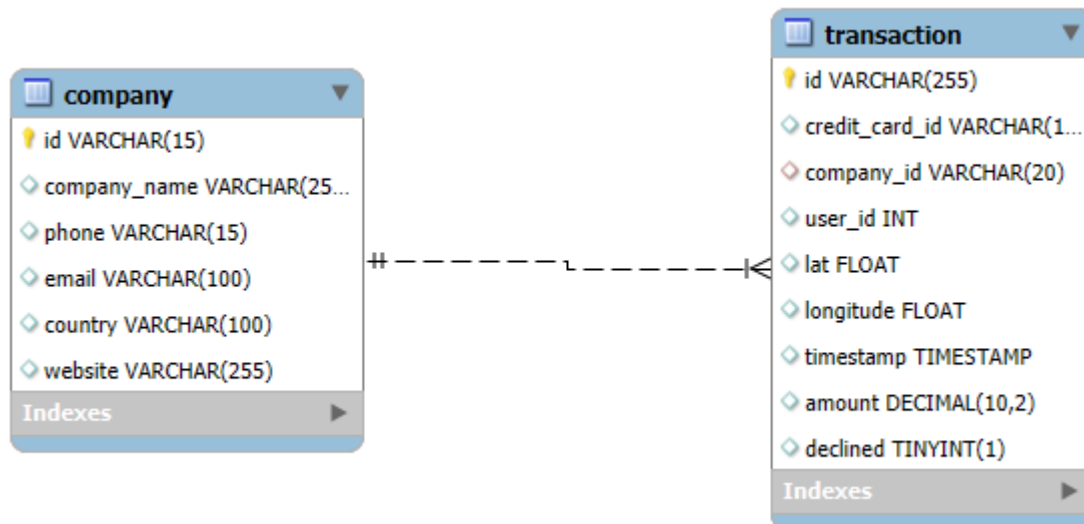 company
id VARCHAR(15)
company_name VARCHAR(25...
phone VARCHAR(15)
email VARCHAR(100)
country VARCHAR(100)
website VARCHAR(255)
Indexes
transaction
id VARCHAR(255)
credit_card_id VARCHAR(1...
company_id VARCHAR(20)
user_id INT
lat FLOAT
longitude FLOAT
timestamp TIMESTAMP
amount DECIMAL(10,2)
declined TINYINT(1)
Indexes